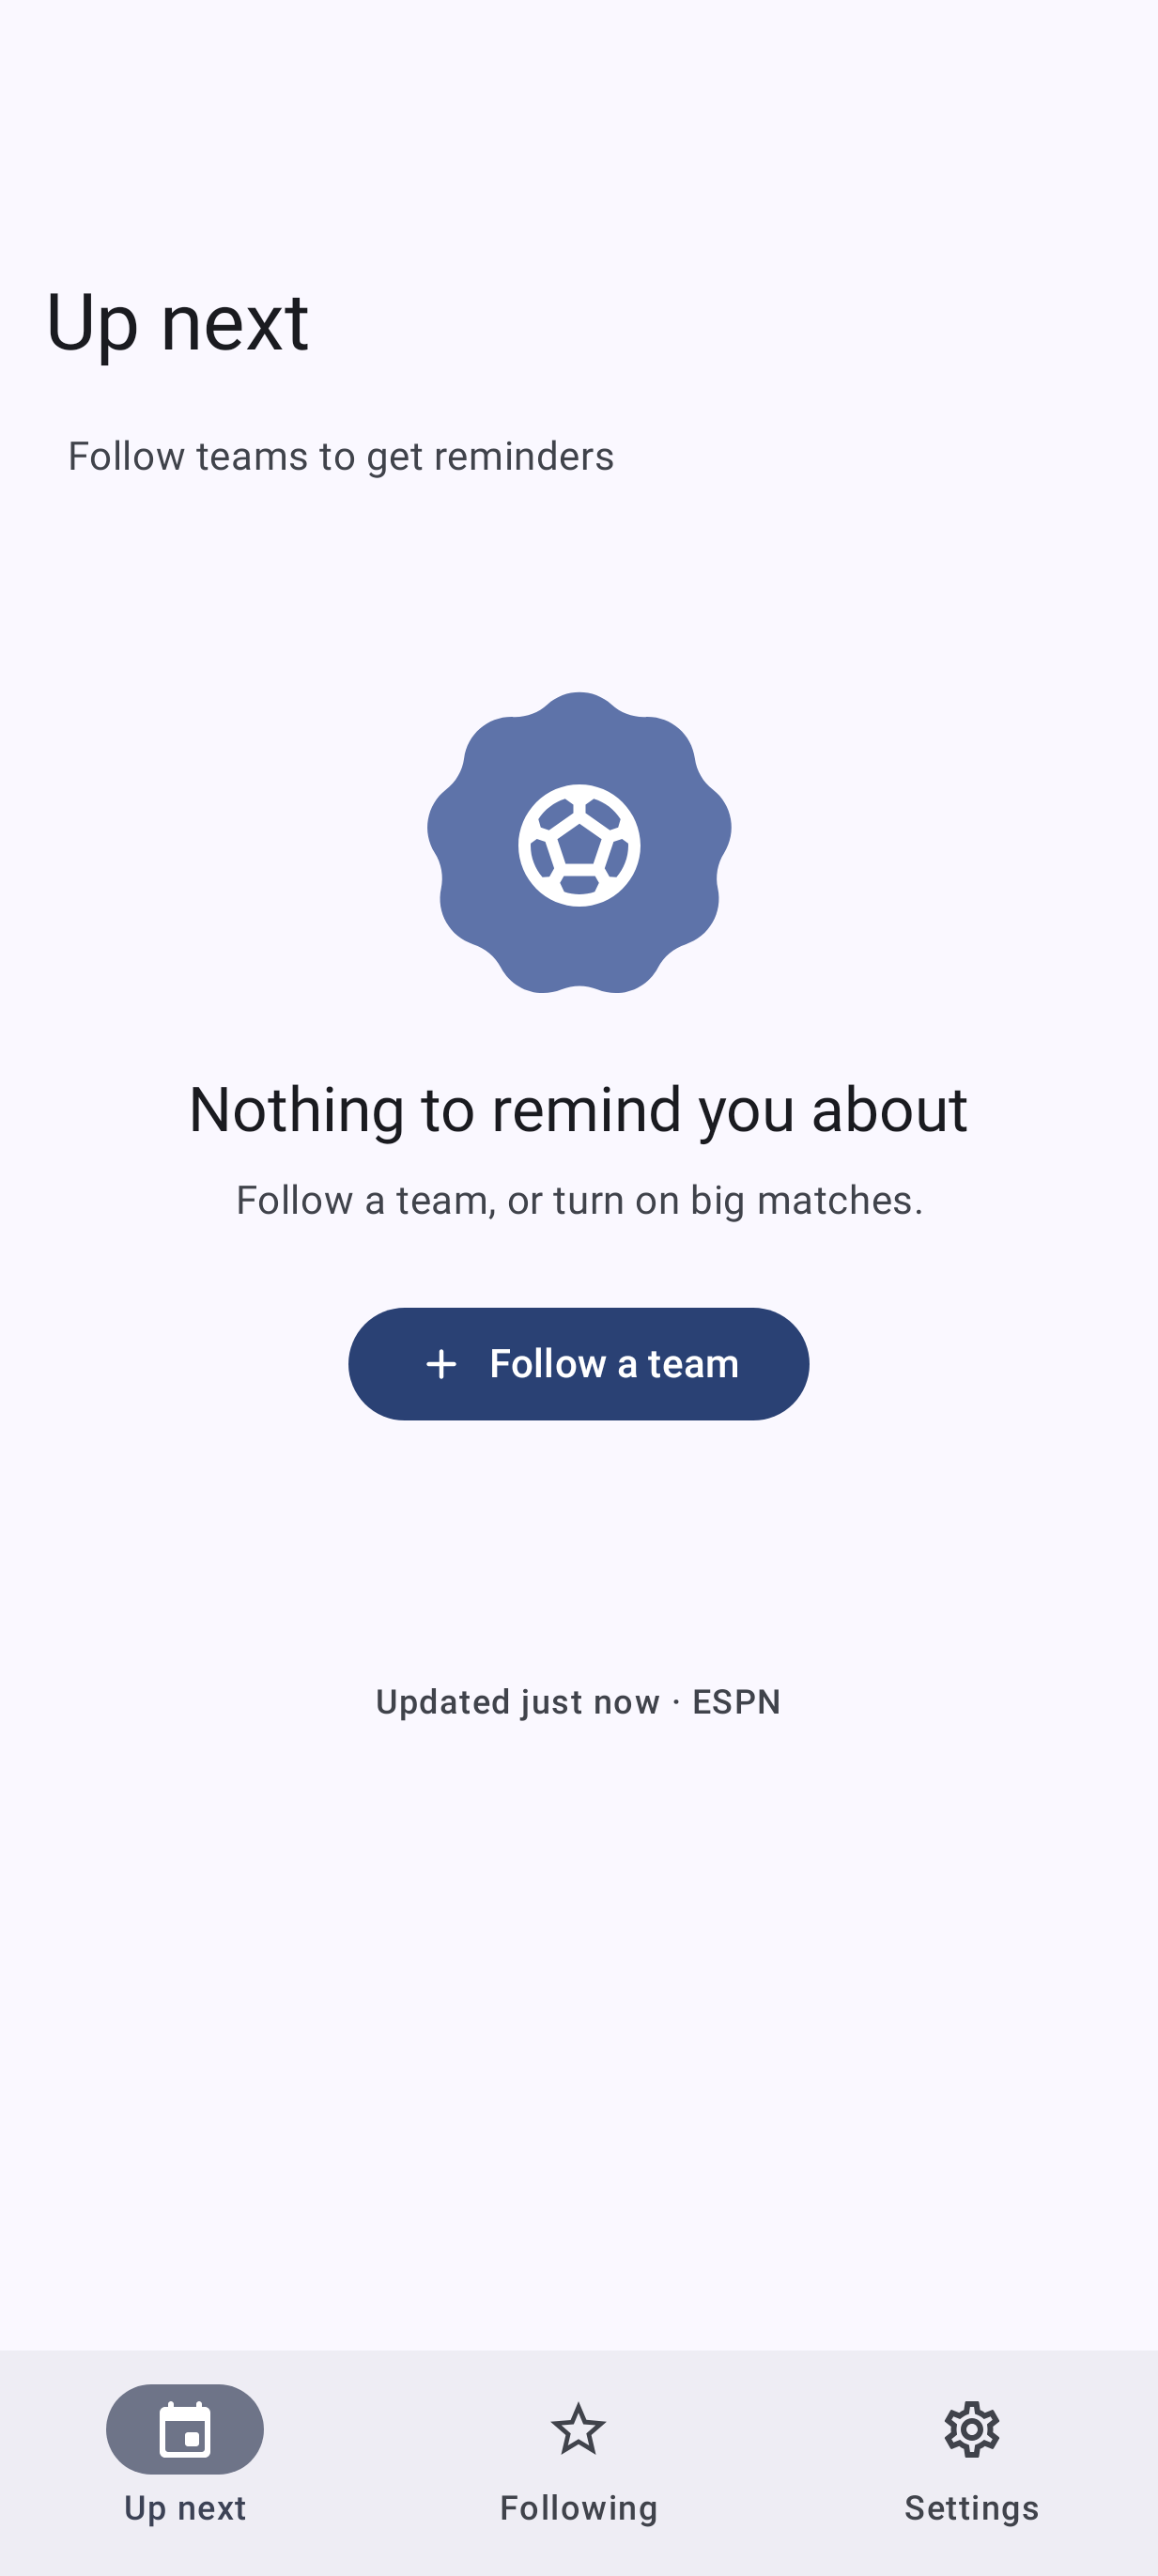 Up next
Follow teams to get reminders
Nothing to remind you about
Follow a team, or turn on big matches.
Follow a team
Updated just now · ESPN
Up next
Following
Settings